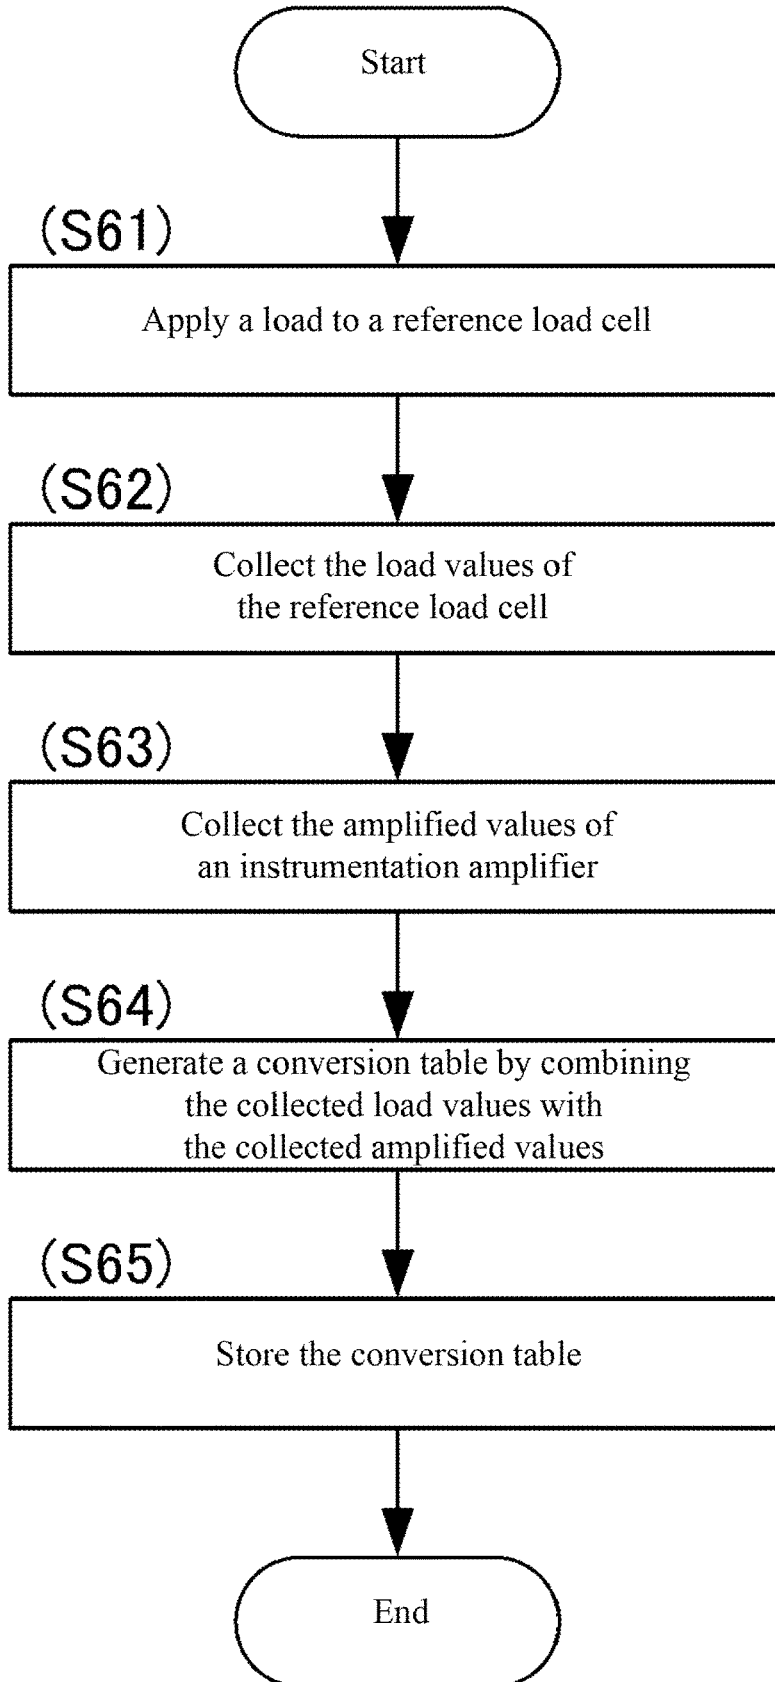 Start
(S61)
Apply a load to a reference load cell
(S62)
Collect the load values of
the reference load cell
(S63)
Collect the amplified values of
an instrumentation amplifier
(S64)
Generate a conversion table by combining
the collected load values with
the collected amplified values
(S65)
Store the conversion table
End